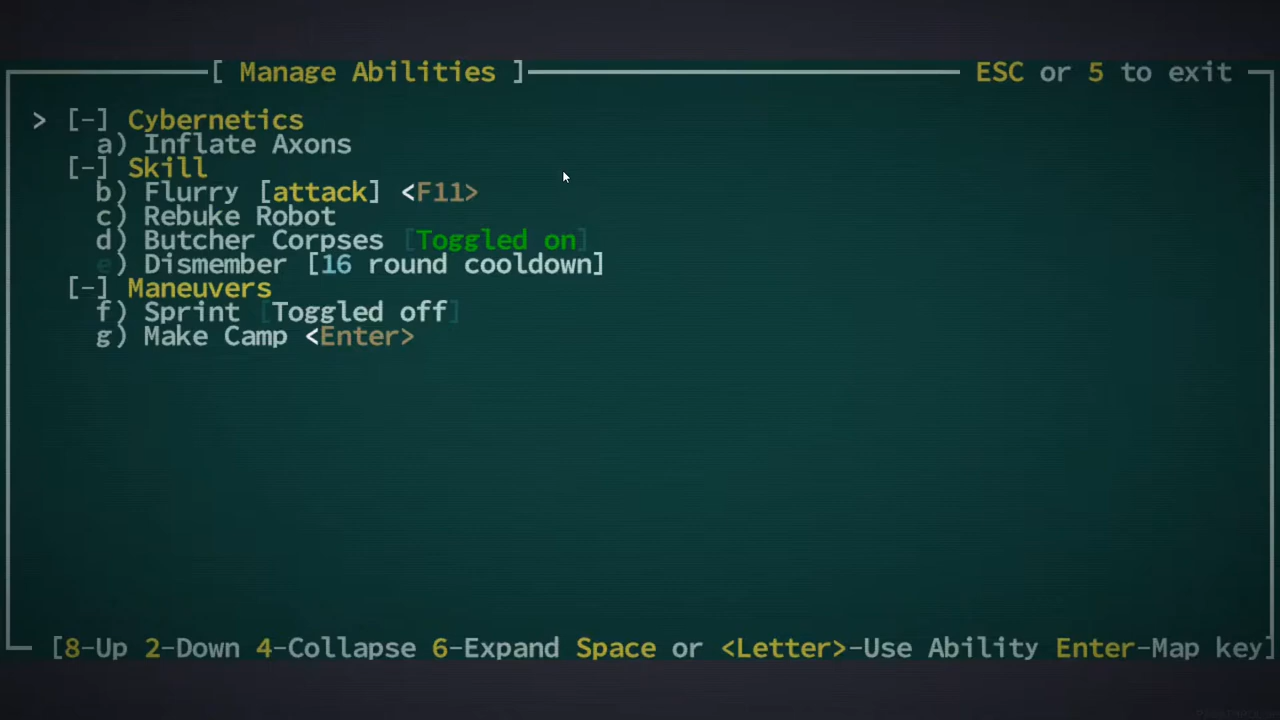 [ Manage Abilities ] ESC or 5 to exit
> [-] Cybernetics
a) Inflate Axons
[-] Skill
b) Flurry [attack] <F11>
c) Rebuke Robot
d) Butcher Corpses [Toggled on]
e) Dismember [16 round cooldown]
[-] Maneuvers
f) Sprint [Toggled off]
g) Make Camp <Enter>
[8-Up 2-Down 4-Collapse 6-Expand Space or <Letter>-Use Ability Enter-Map key]